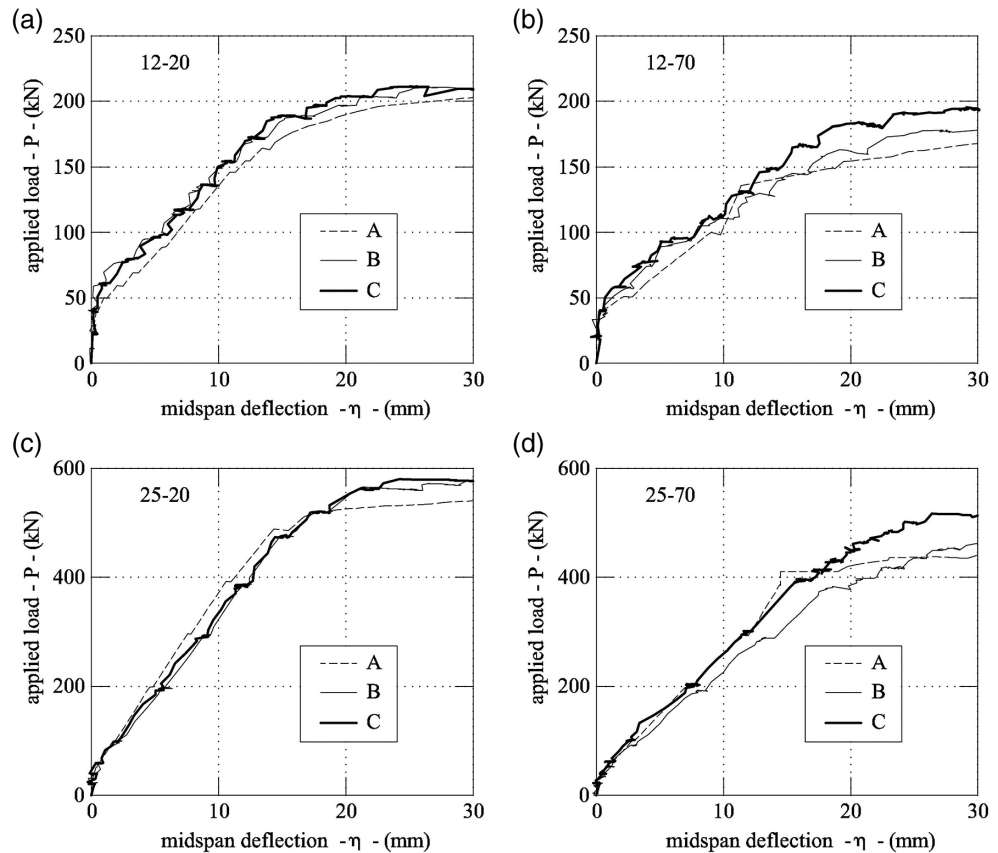 (a)
250
200
150
100
50
0
applied load - P - (kN)
12-20
A
B
C
0 10 20 30
midspan deflection - η - (mm)
(b)
250
200
150
100
50
0
applied load - P - (kN)
12-70
A
B
C
0 10 20 30
midspan deflection - η - (mm)
(c)
600
400
200
0
applied load - P - (kN)
25-20
A
B
C
0 10 20 30
midspan deflection - η - (mm)
(d)
600
400
200
0
applied load - P - (kN)
25-70
A
B
C
0 10 20 30
midspan deflection - η - (mm)